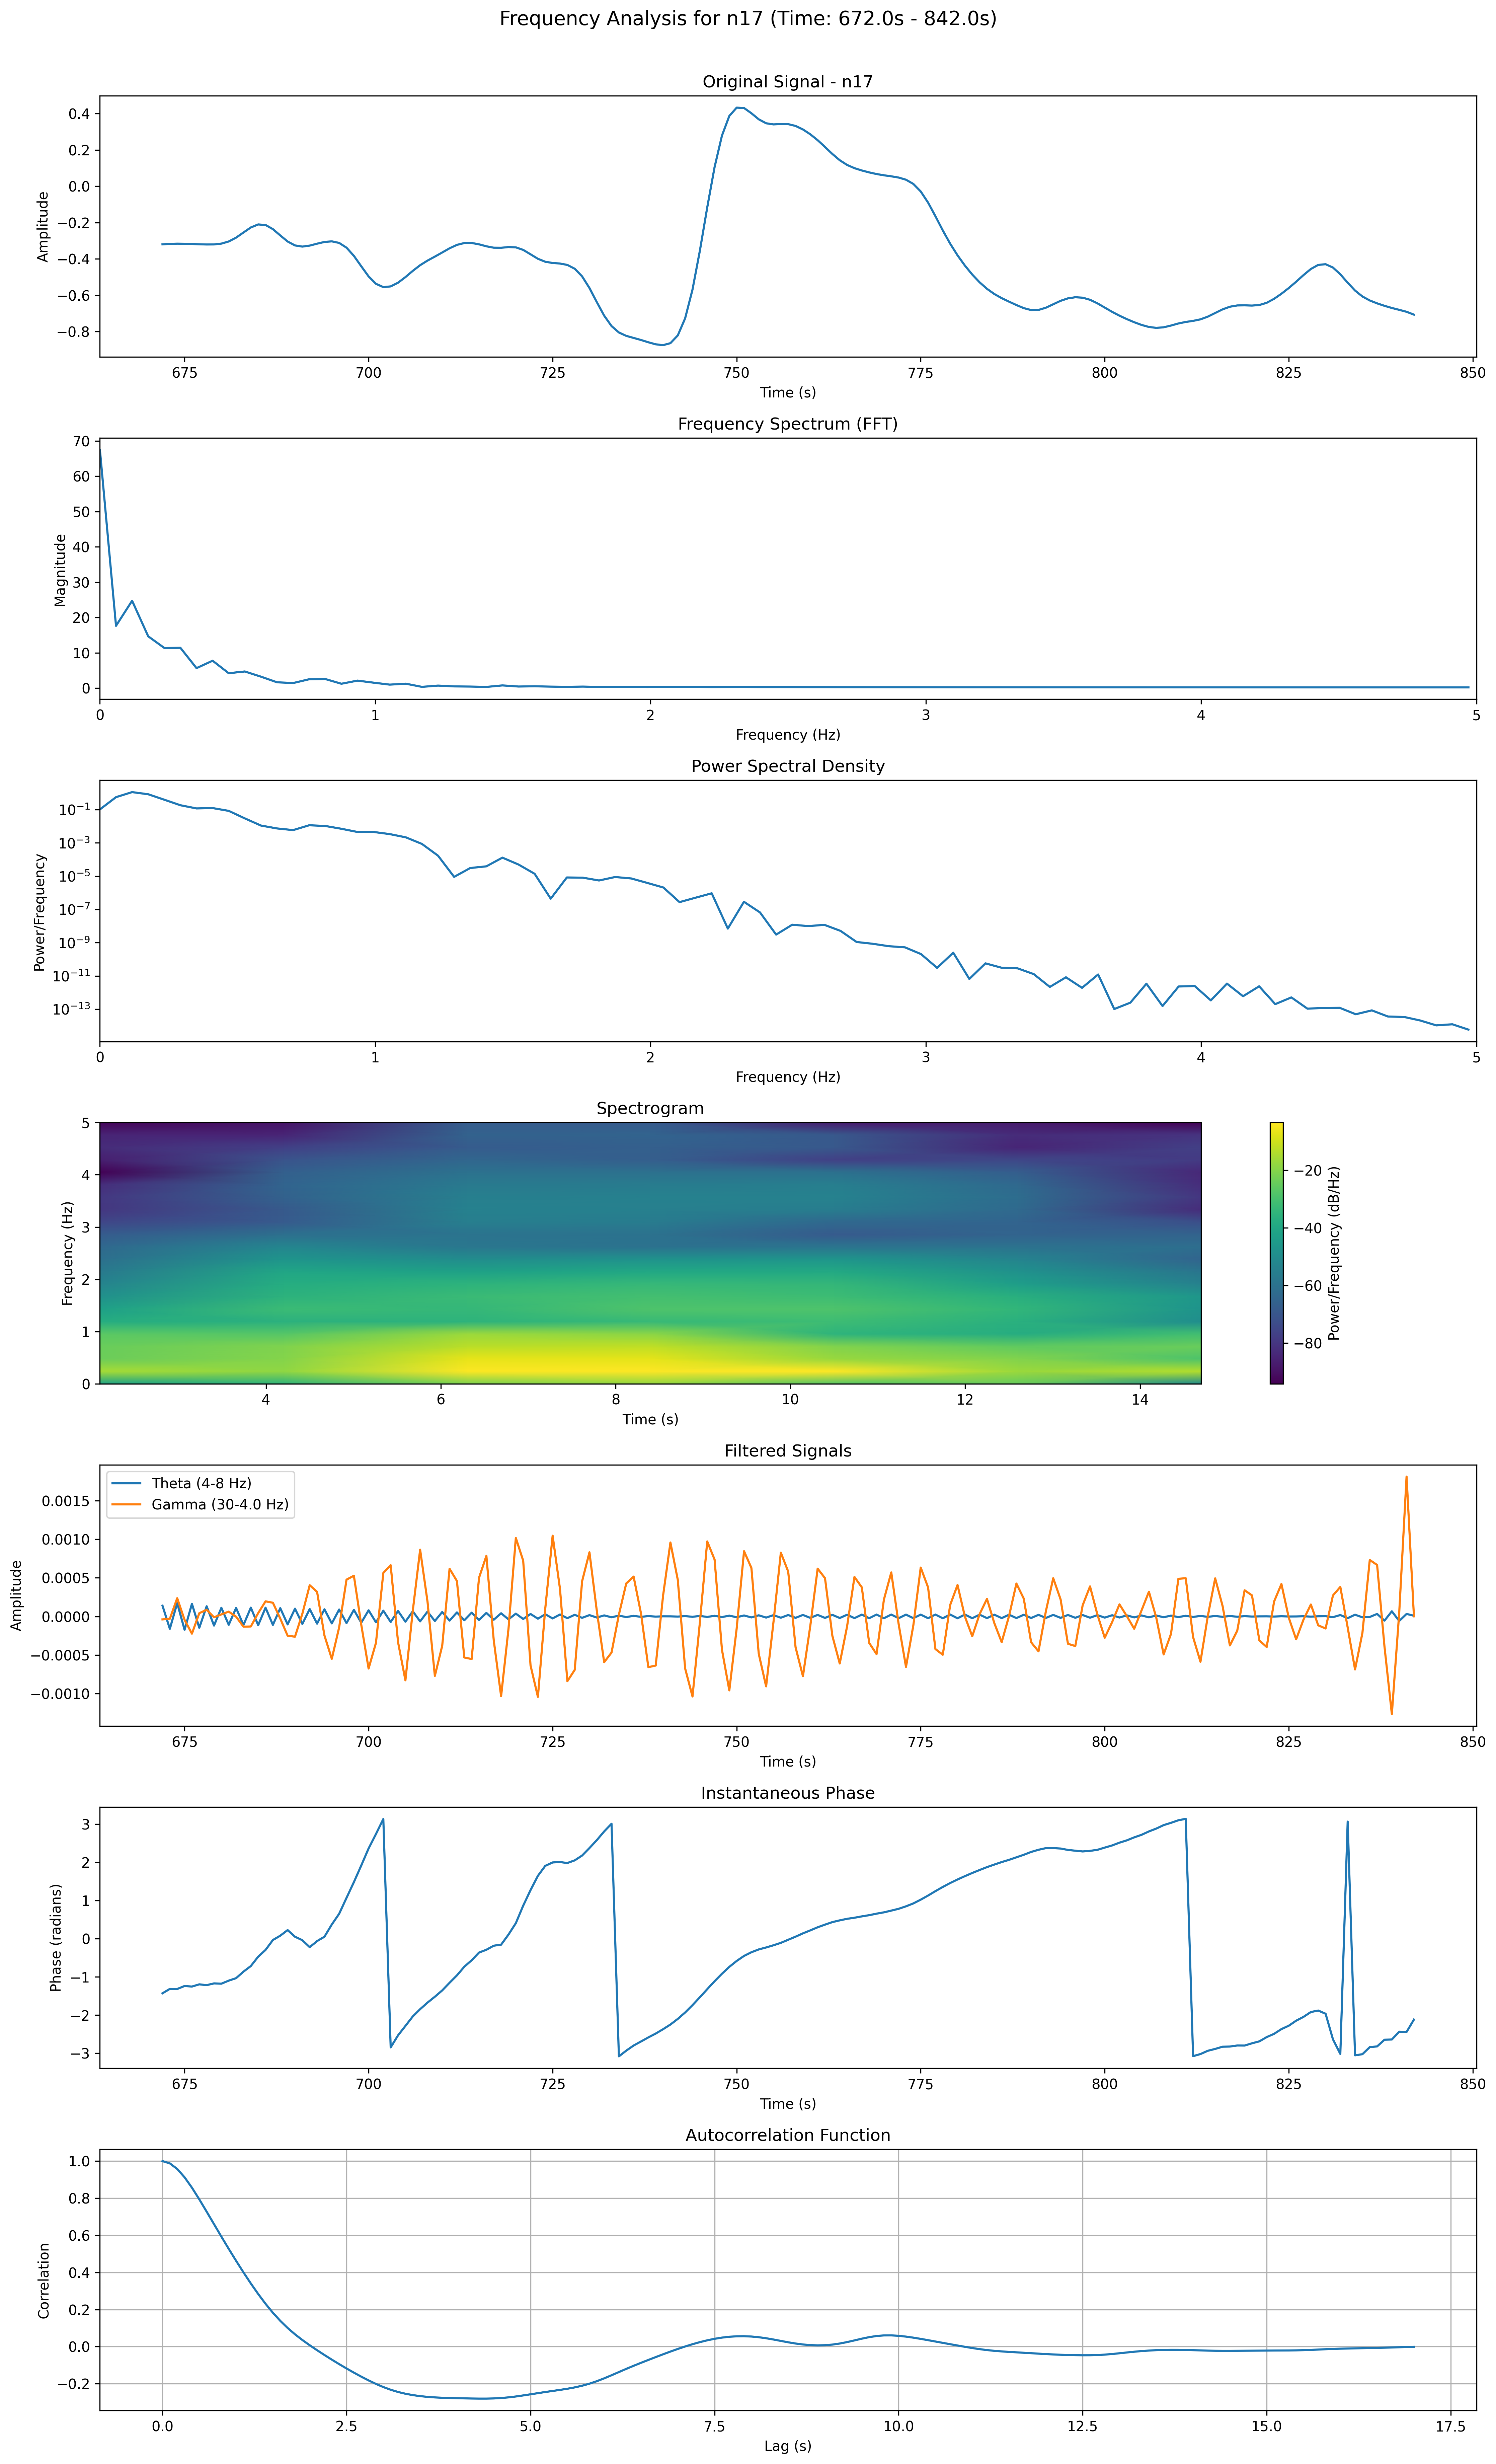 Frequency Analysis for n17 (Time: 672.0s - 842.0s)
Original Signal - n17
Amplitude
0.4
0.2
0.0
−0.2
−0.4
−0.6
−0.8
675 700 725 750 775 800 825 850
Time (s)
Frequency Spectrum (FFT)
Magnitude
70
60
50
40
30
20
10
0
0 1 2 3 4 5
Frequency (Hz)
Power Spectral Density
Power/Frequency
10⁻¹
10⁻³
10⁻⁵
10⁻⁷
10⁻⁹
10⁻¹¹
10⁻¹³
0 1 2 3 4 5
Frequency (Hz)
Spectrogram
Frequency (Hz)
5
4
3
2
1
0
4 6 8 10 12 14
Time (s)
−20
−40
−60
−80
Power/Frequency (dB/Hz)
Filtered Signals
Theta (4-8 Hz)
Gamma (30-4.0 Hz)
Amplitude
0.0015
0.0010
0.0005
0.0000
−0.0005
−0.0010
675 700 725 750 775 800 825 850
Time (s)
Instantaneous Phase
Phase (radians)
3
2
1
0
−1
−2
−3
675 700 725 750 775 800 825 850
Time (s)
Autocorrelation Function
Correlation
1.0
0.8
0.6
0.4
0.2
0.0
−0.2
0.0 2.5 5.0 7.5 10.0 12.5 15.0 17.5
Lag (s)